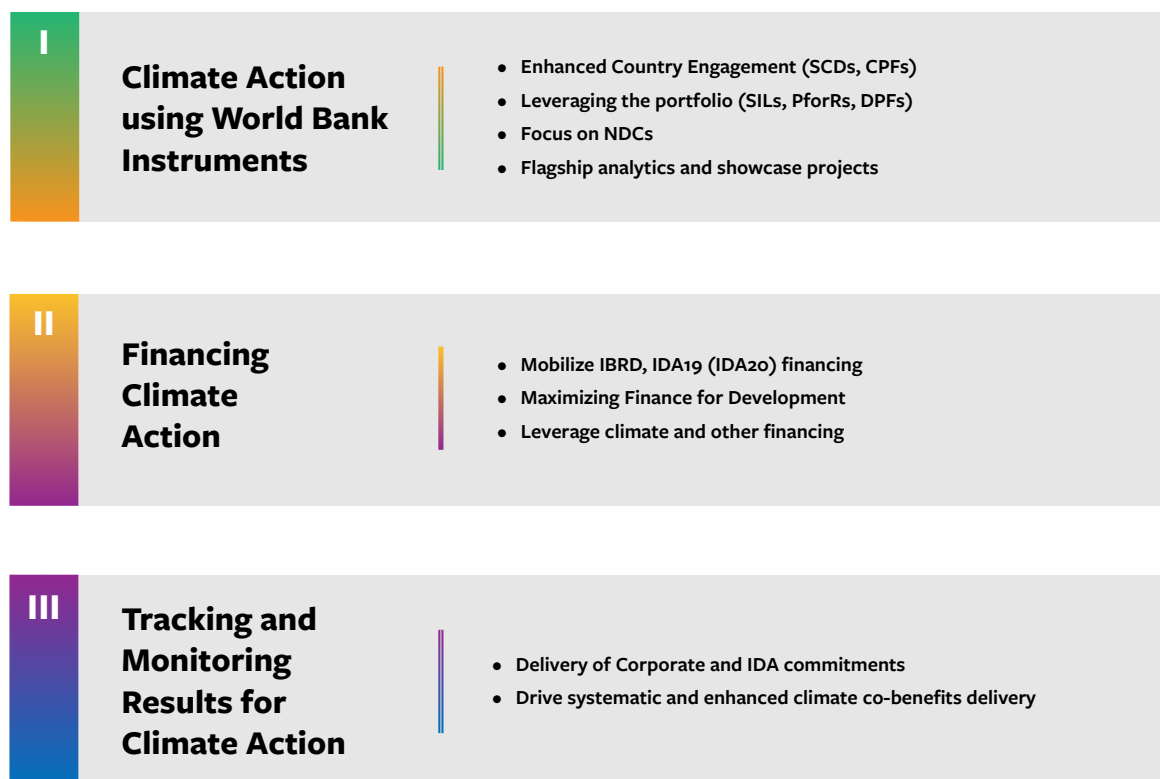 I
Climate Action
using World Bank
Instruments
• Enhanced Country Engagement (SCDs, CPFs)
• Leveraging the portfolio (SILs, PforRs, DPFs)
• Focus on NDCs
• Flagship analytics and showcase projects
II
Financing
Climate
Action
• Mobilize IBRD, IDA19 (IDA20) financing
• Maximizing Finance for Development
• Leverage climate and other financing
III
Tracking and
Monitoring
Results for
Climate Action
• Delivery of Corporate and IDA commitments
• Drive systematic and enhanced climate co-benefits delivery